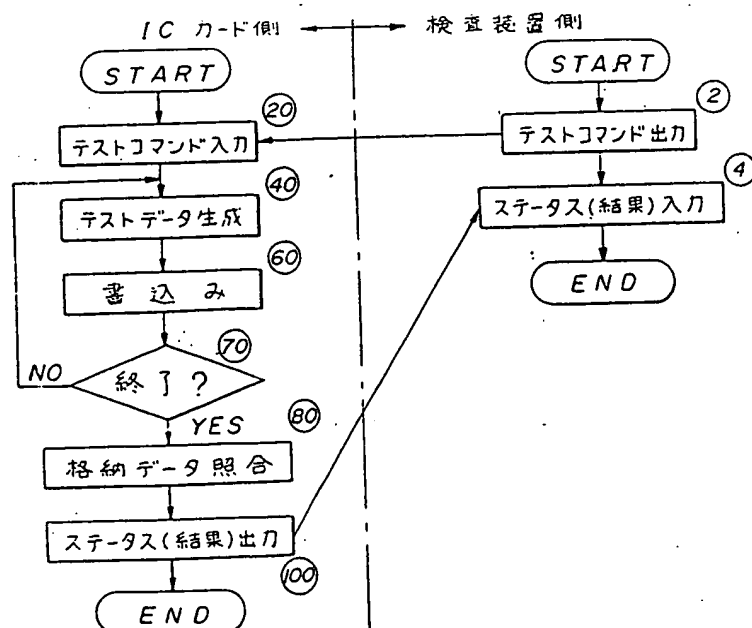 ICカード側
検査装置側
START
START
20
2
テストコマンド入力
テストコマンド出力
40
4
テストデータ生成
ステータス(結果)入力
60
書込み
END
70
終了?
NO
YES
80
格納データ照合
ステータス(結果)出力
100
END